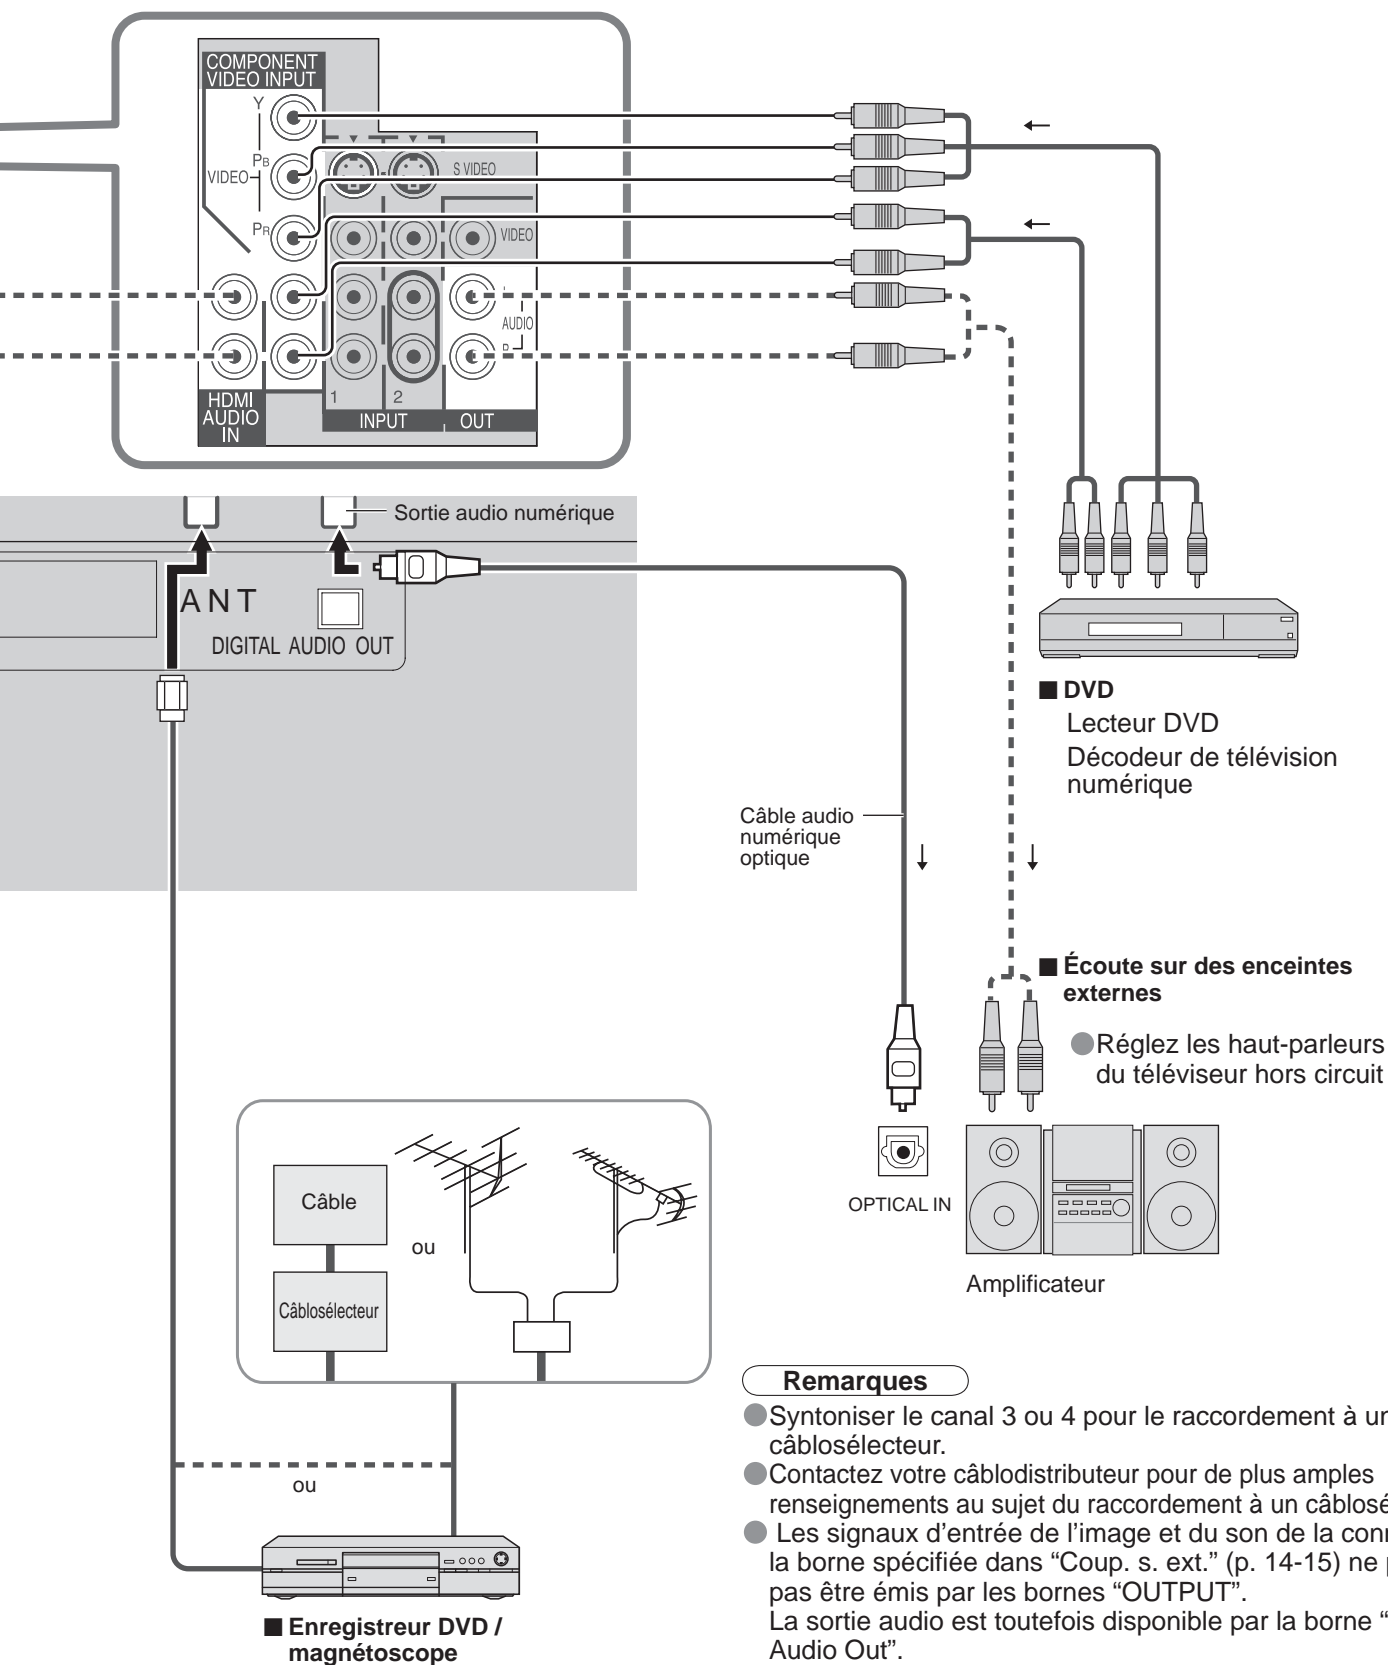 COMPONENT
VIDEO INPUT
Y
PB
VIDEO
PR
S VIDEO
VIDEO
AUDIO
1
2
HDMI
AUDIO
IN
INPUT
OUT
Sortie audio numérique
ANT
DIGITAL AUDIO OUT
■ DVD
Lecteur DVD
Décodeur de télévision
numérique
Câble audio
numérique
optique
■ Écoute sur des enceintes
externes
●Réglez les haut-parleurs
du téléviseur hors circuit
Câble
ou
Câblosélecteur
OPTICAL IN
Amplificateur
ou
■ Enregistreur DVD /
magnétoscope
Remarques
●Syntoniser le canal 3 ou 4 pour le raccordement à
câblosélecteur.
●Contactez votre câblodistributeur pour de plus amples
renseignements au sujet du raccordement à un
● Les signaux d’entrée de l’image et du son de la
la borne spécifiée dans “Coup. s. ext.” (p. 14-15) ne
pas être émis par les bornes “OUTPUT”.
La sortie audio est toutefois disponible par la borne “
Audio Out”.